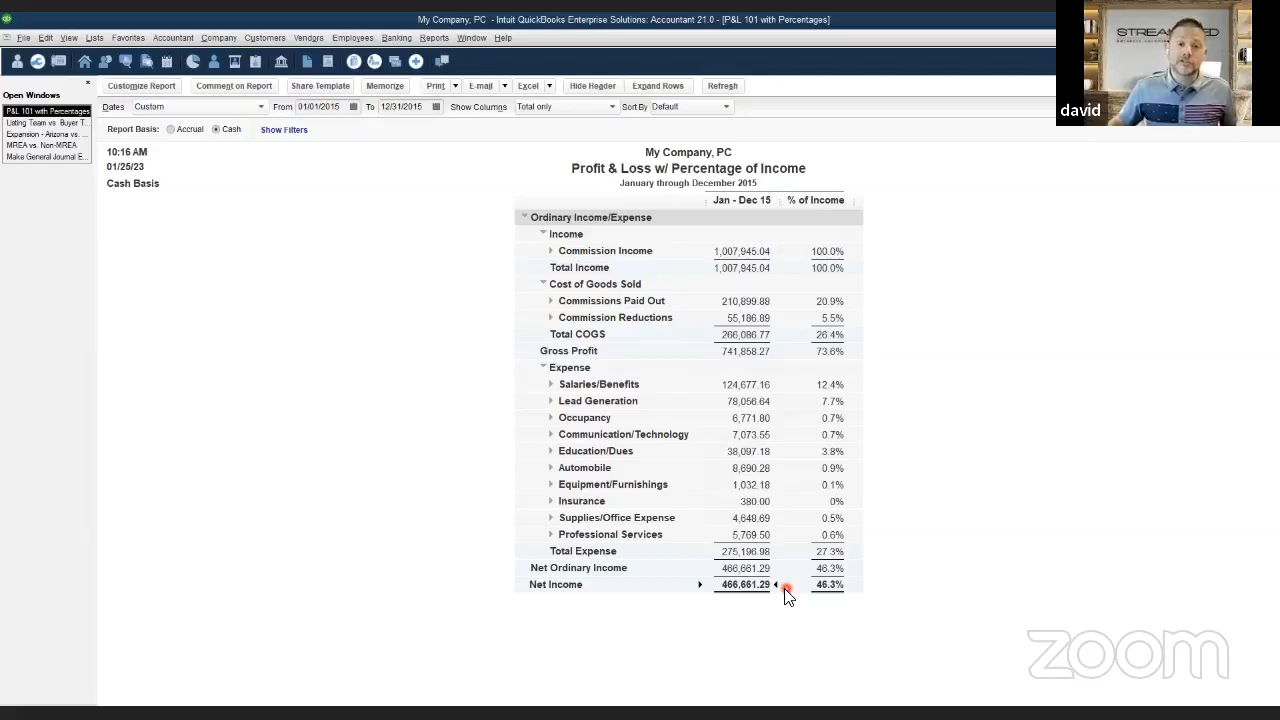 My Company, PC - Intuit QuickBooks Enterprise Solutions: Accountant 21.0 - [P&L 101 with Percentages]
File Edit View Lists Favorites Accountant Company Customers Vendors Employees Banking Reports Window Help
Open Windows
P&L 101 with Percentages
Listing Team vs. Buyer T...
Expansion - Arizona vs. ...
MREA vs. Non-MREA
Make General Journal E...
Customize Report Comment on Report Share Template Memorize Print E-mail Excel Hide Header Expand Rows Refresh
Dates Custom From 01/01/2015 To 12/31/2015 Show Columns Total only Sort By Default
Report Basis: Accrual Cash Show Filters
10:16 AM
01/25/23
Cash Basis
My Company, PC
Profit & Loss w/ Percentage of Income
January through December 2015
Jan - Dec 15 % of Income
Ordinary Income/Expense
Income
Commission Income 1,007,945.04 100.0%
Total Income 1,007,945.04 100.0%
Cost of Goods Sold
Commissions Paid Out 210,899.88 20.9%
Commission Reductions 55,186.89 5.5%
Total COGS 266,086.77 26.4%
Gross Profit 741,858.27 73.6%
Expense
Salaries/Benefits 124,677.16 12.4%
Lead Generation 78,056.64 7.7%
Occupancy 6,771.80 0.7%
Communication/Technology 7,073.55 0.7%
Education/Dues 38,097.18 3.8%
Automobile 8,690.28 0.9%
Equipment/Furnishings 1,032.18 0.1%
Insurance 380.00 0%
Supplies/Office Expense 4,648.69 0.5%
Professional Services 5,769.50 0.6%
Total Expense 275,196.98 27.3%
Net Ordinary Income 466,661.29 46.3%
Net Income 466,661.29 46.3%
david
zoom